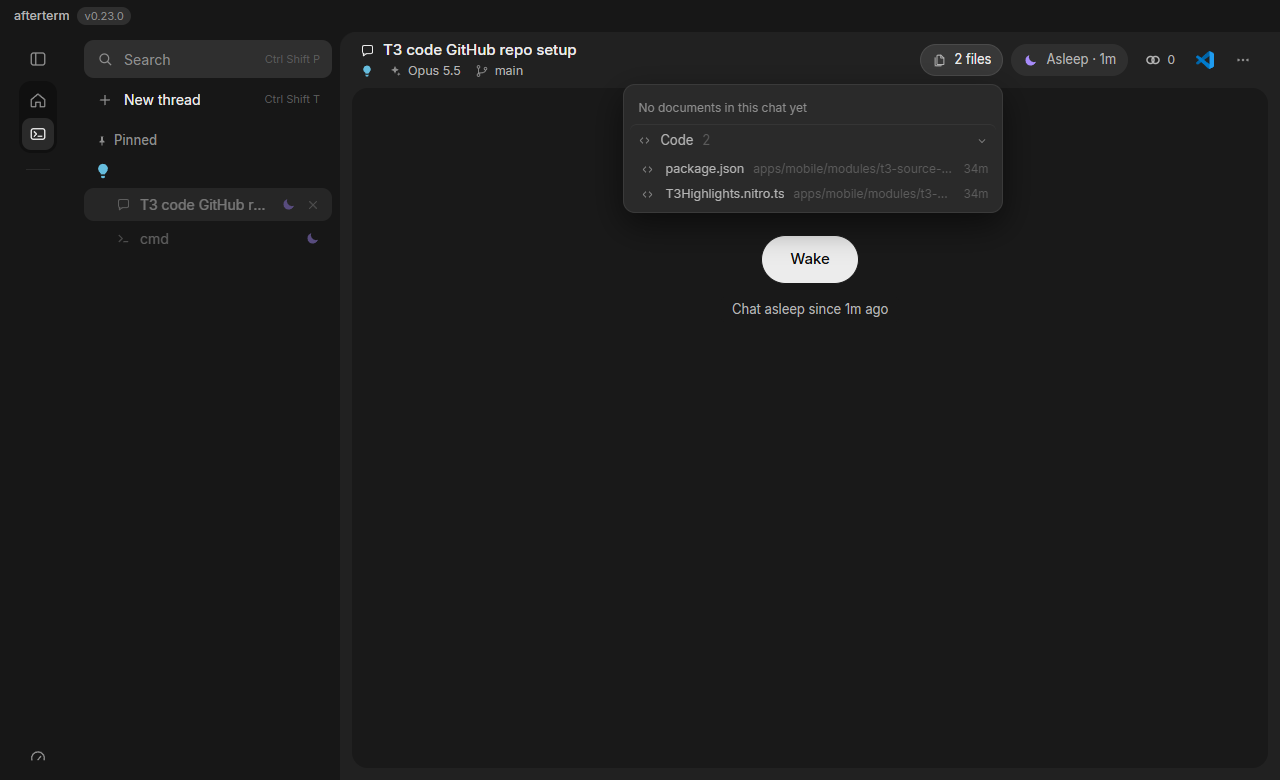 afterterm v0.23.0
Search Ctrl Shift P
New thread Ctrl Shift T
Pinned
T3 code GitHub r...
cmd
T3 code GitHub repo setup
Opus 5.5 main
2 files
Asleep · 1m
0
No documents in this chat yet
Code 2
package.json apps/mobile/modules/t3-source-... 34m
T3Highlights.nitro.ts apps/mobile/modules/t3-... 34m
Wake
Chat asleep since 1m ago